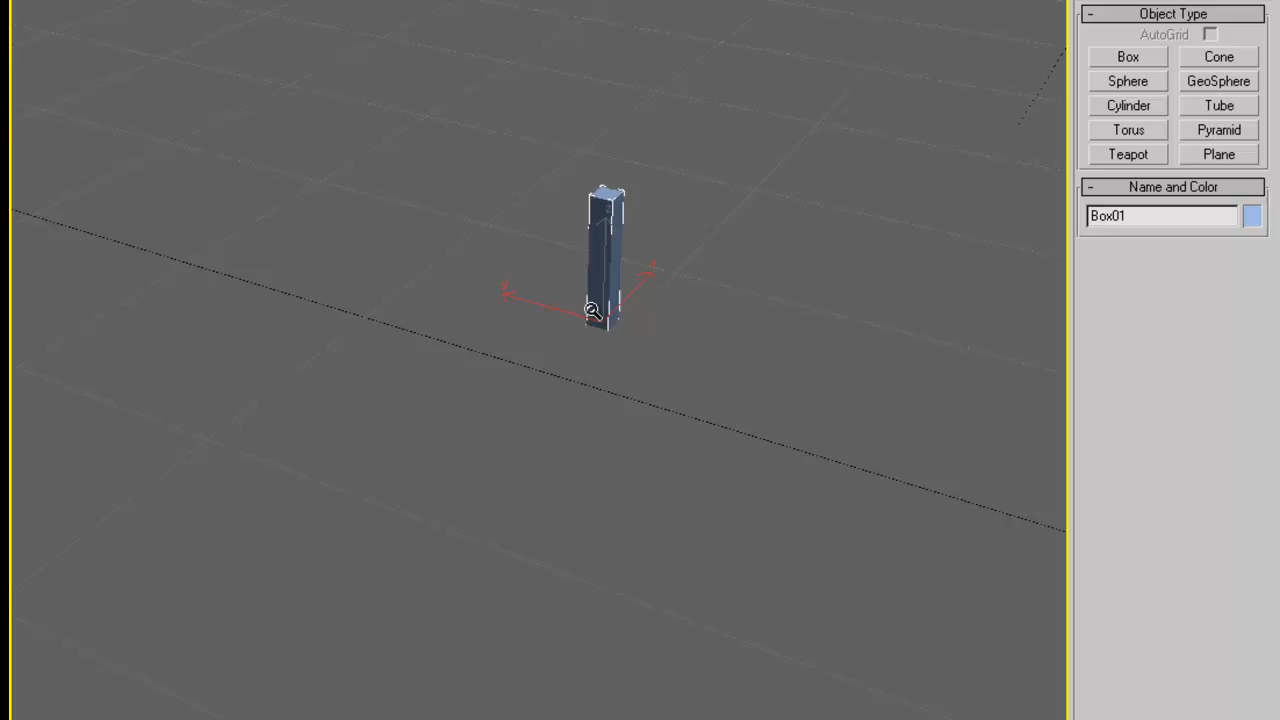 - Object Type
AutoGrid
Box Cone
Sphere GeoSphere
Cylinder Tube
Torus Pyramid
Teapot Plane
- Name and Color
Box01